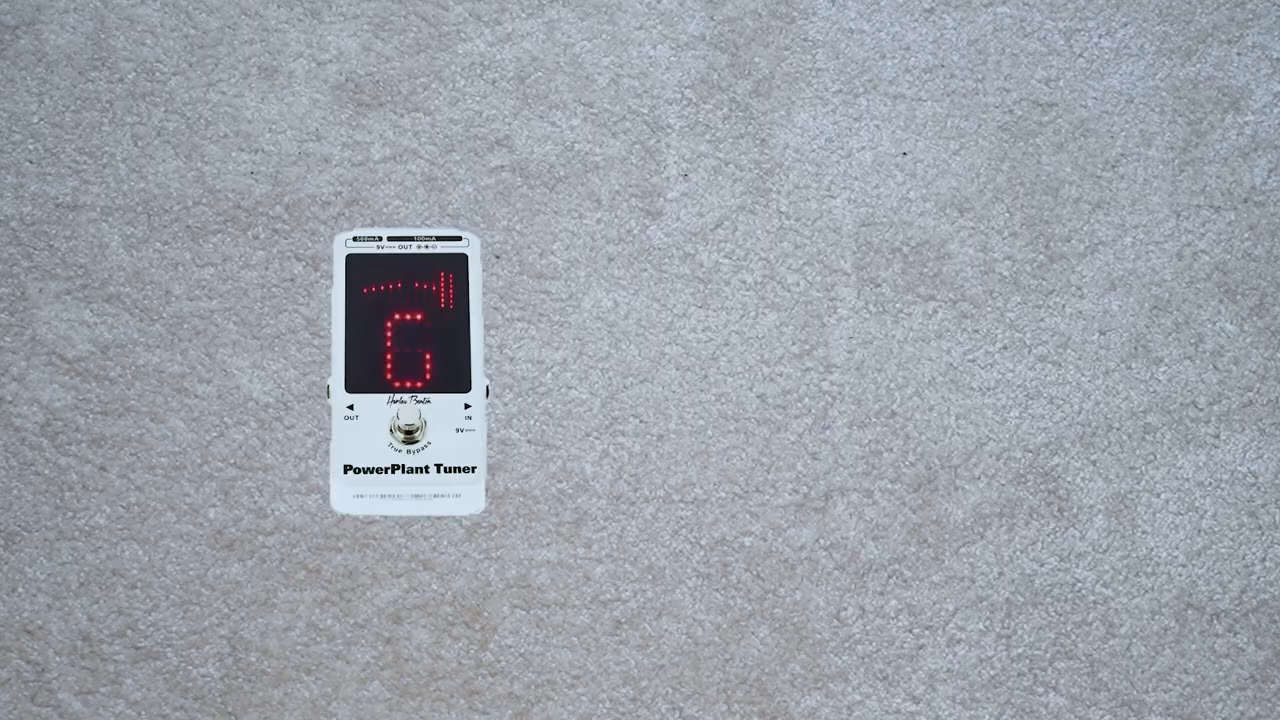 500mA 100mA
9V OUT
G
Harley Benton
OUT IN
9V
True Bypass
PowerPlant Tuner